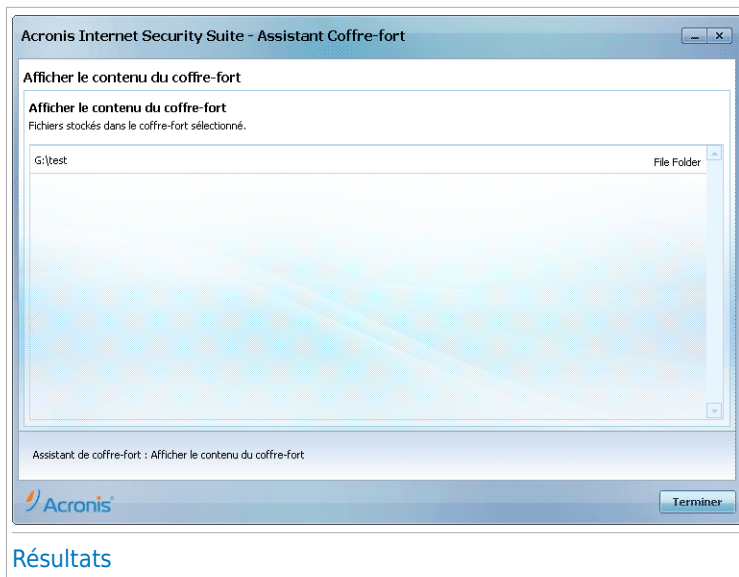 Acronis Internet Security Suite - Assistant Coffre-fort
Afficher le contenu du coffre-fort
Afficher le contenu du coffre-fort
Fichiers stockés dans le coffre-fort sélectionné.
G:\test File Folder
Assistant de coffre-fort : Afficher le contenu du coffre-fort
Acronis
Terminer
Résultats